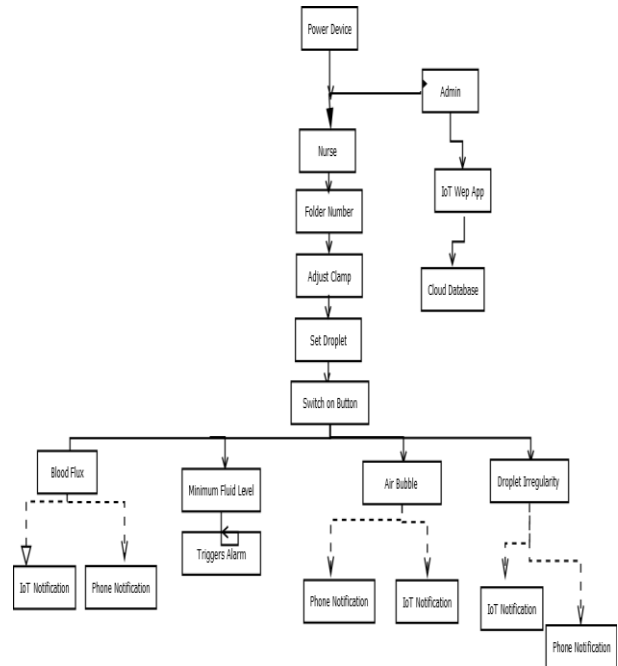 Power Device
Admin
Nurse
IoT Wep App
Folder Number
Adjust Clamp
Cloud Database
Set Droplet
Switch on Button
Blood Flux
Minimum Fluid Level
Air Bubble
Droplet Irregularity
Triggers Alarm
IoT Notification
Phone Notification
Phone Notification
IoT Notification
IoT Notification
Phone Notification